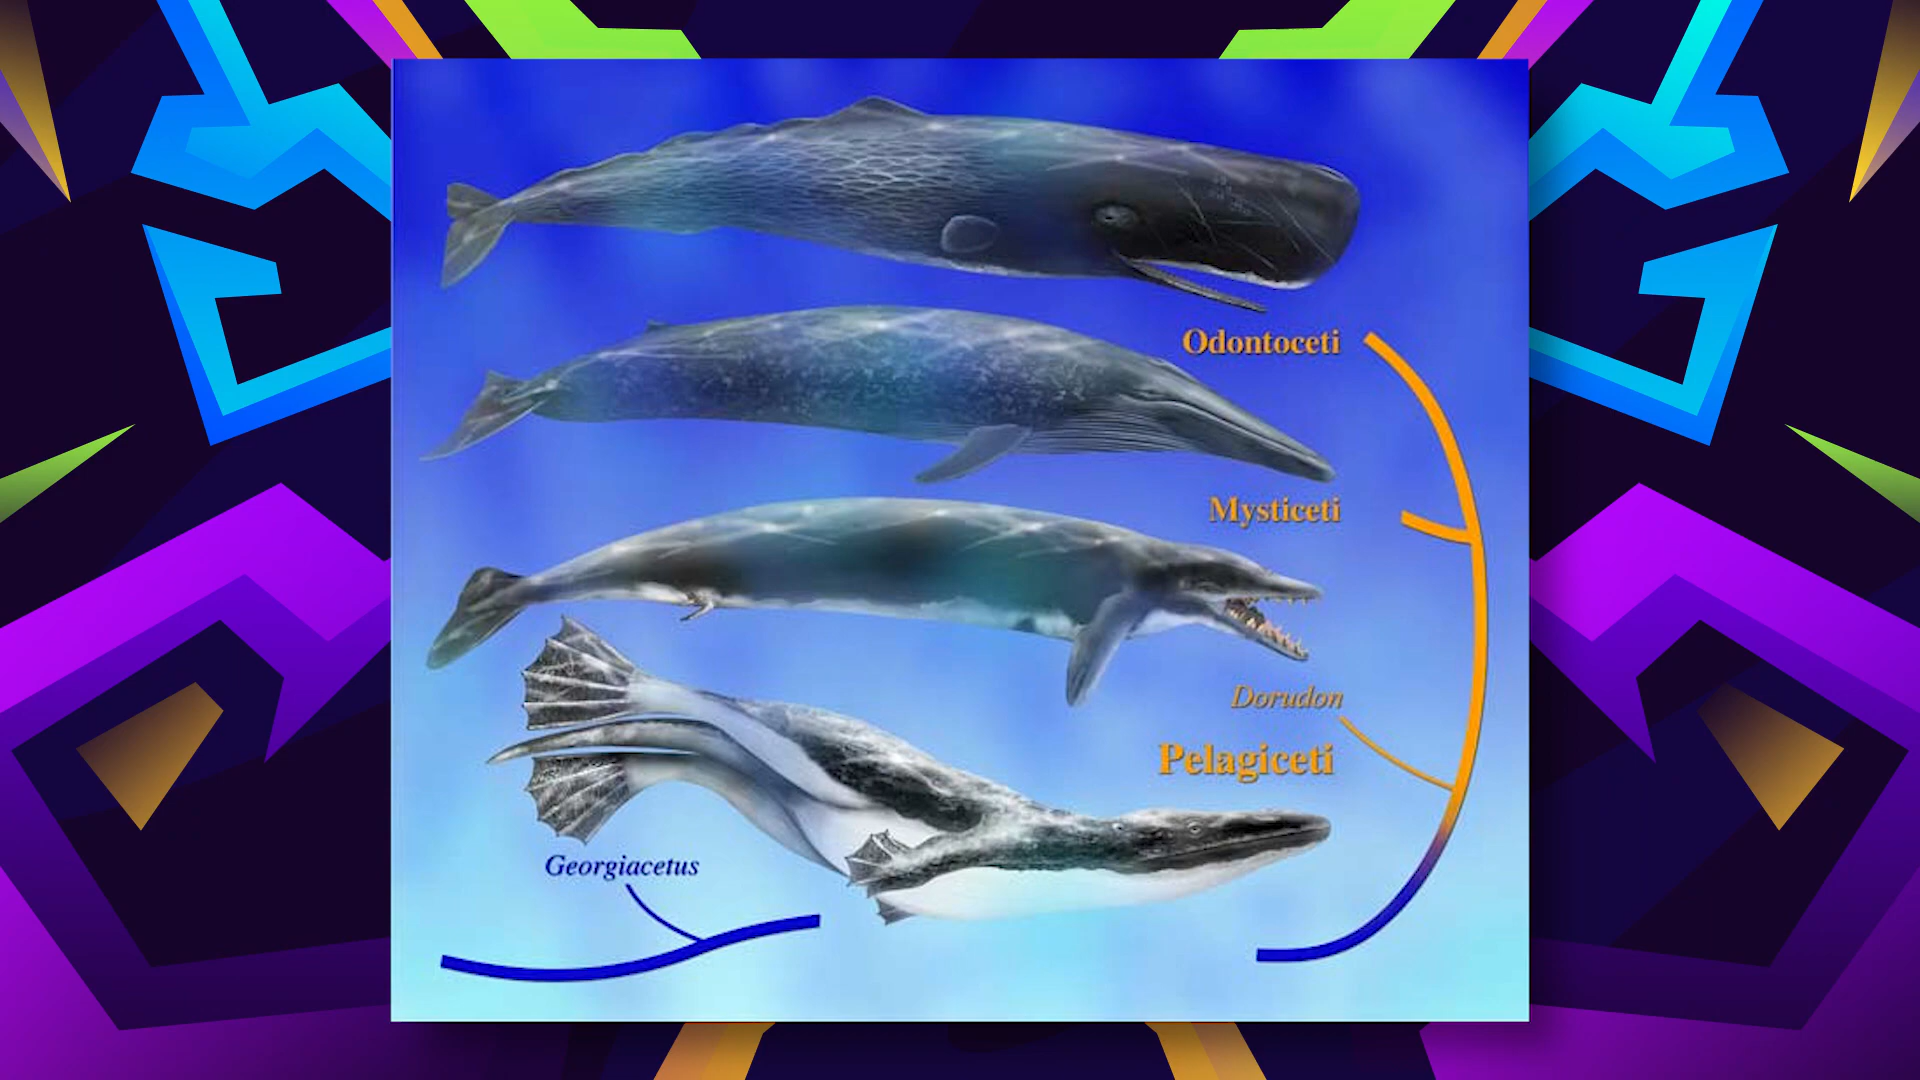 Odontoceti
Mysticeti
Dorudon
Pelagiceti
Georgiacetus